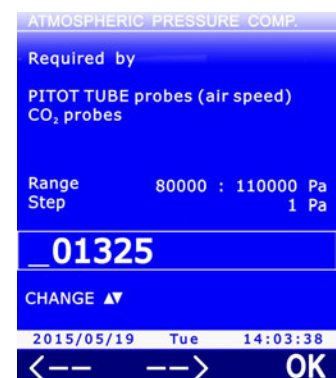 ATMOSPHERIC PRESSURE COMP.
Required by
PITOT TUBE probes (air speed)
CO₂ probes
Range 80000 : 110000 Pa
Step 1 Pa
_01325
CHANGE ▲▼
2015/05/19 Tue 14:03:38
<-- --> OK